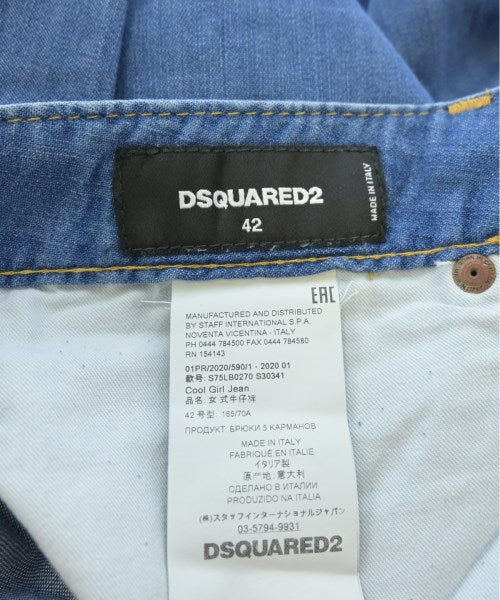 DSQUARED2
42
MADE IN ITALY
EAC
MANUFACTURED AND DISTRIBUTED
BY STAFF INTERNATIONAL S.P.A.
NOVENTA VICENTINA - ITALY
PH 0444 784500 FAX 0444 784580
RN 154143
01PR/2020/590/1 - 2020 01
款号: S75LB0270 S30341
Cool Girl Jean
品名: 女式牛仔裤
42 号型: 165/70A
ПРОДУКТ: БРЮКИ 5 КАРМАНОВ
MADE IN ITALY
FABRIQUÉ EN ITALIE
イタリア製
原产地: 意大利
СДЕЛАНО В ИТАЛИИ
PRODUZIDO NA ITALIA
(株)スタッフインターナショナルジャパン
03-5794-9931
DSQUARED2